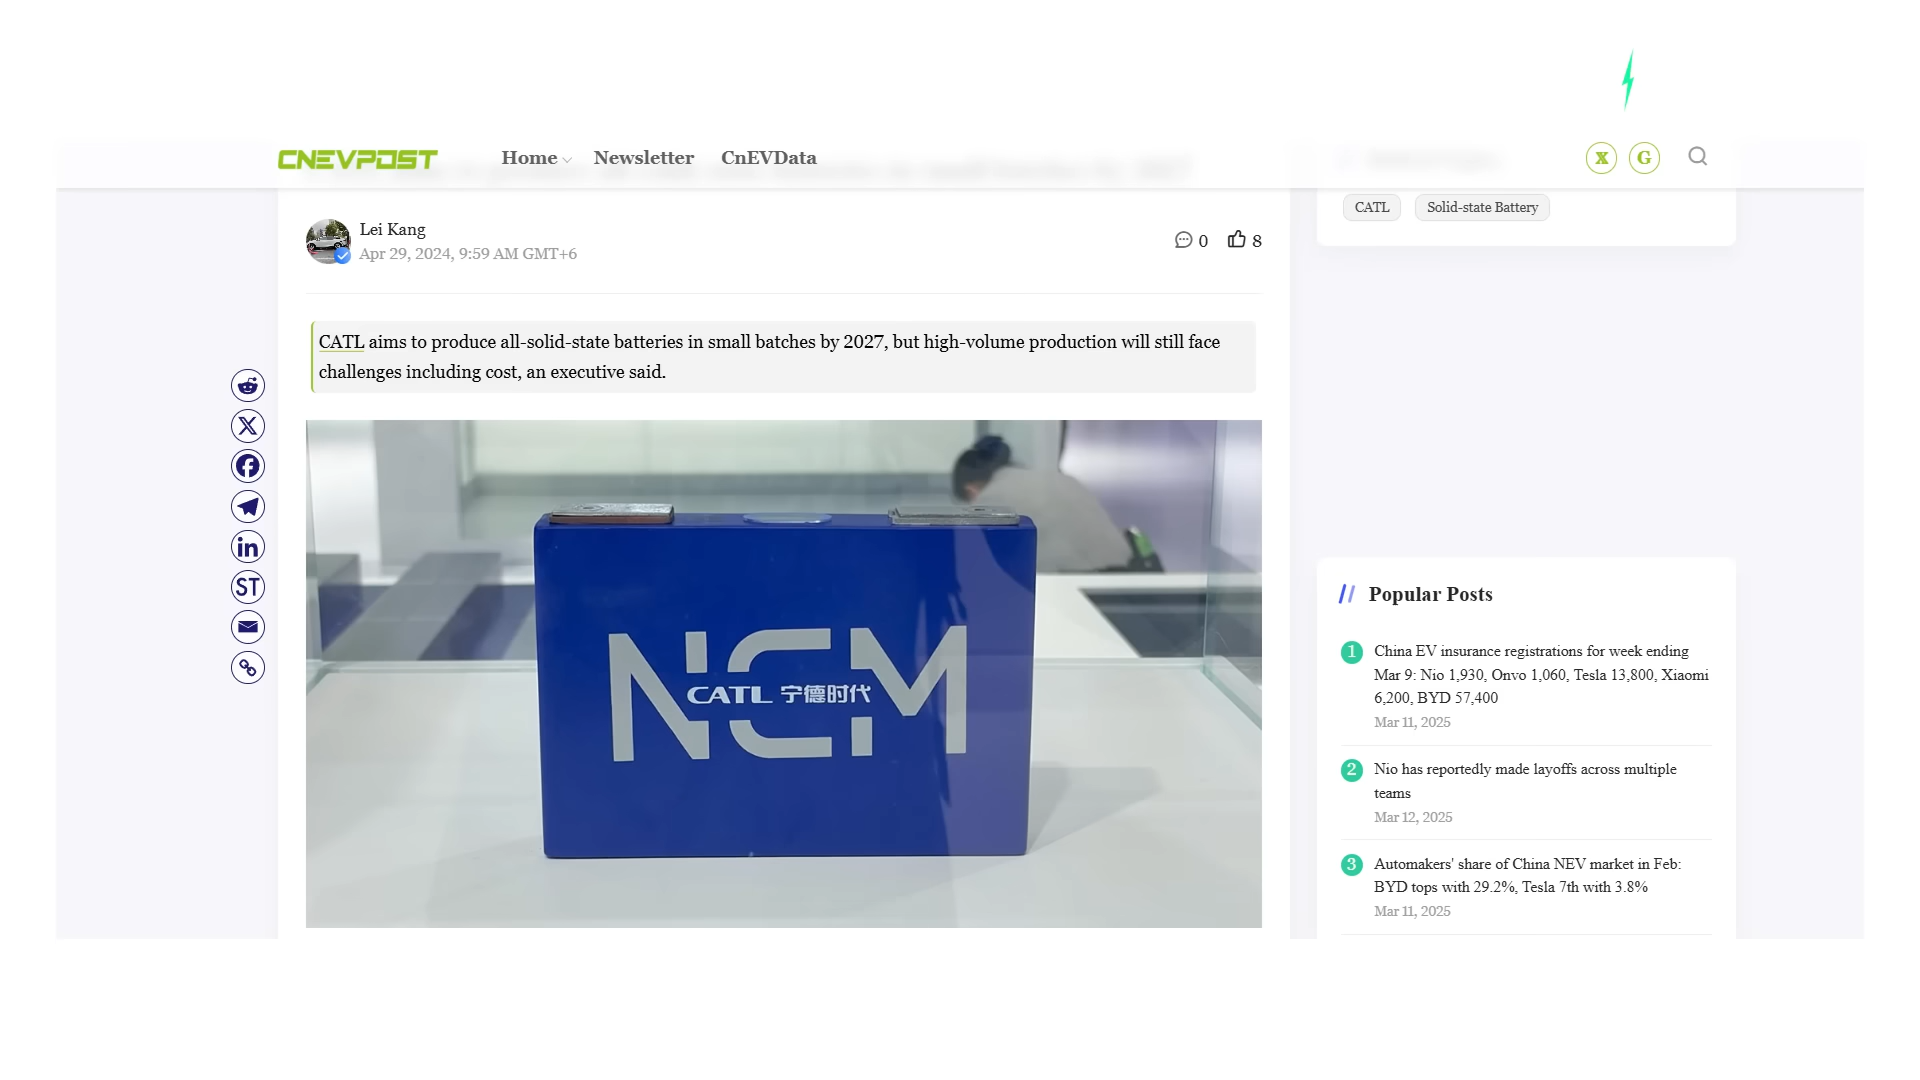 CNEVPOST
Home
Newsletter
CnEVData
X
G
Lei Kang
Apr 29, 2024, 9:59 AM GMT+6
0
8
CATL
Solid-state Battery
CATL aims to produce all-solid-state batteries in small batches by 2027, but high-volume production will still face
challenges including cost, an executive said.
ST
NCM
CATL 宁德时代
Popular Posts
1
China EV insurance registrations for week ending
Mar 9: Nio 1,930, Onvo 1,060, Tesla 13,800, Xiaomi
6,200, BYD 57,400
Mar 11, 2025
2
Nio has reportedly made layoffs across multiple
teams
Mar 12, 2025
3
Automakers' share of China NEV market in Feb:
BYD tops with 29.2%, Tesla 7th with 3.8%
Mar 11, 2025